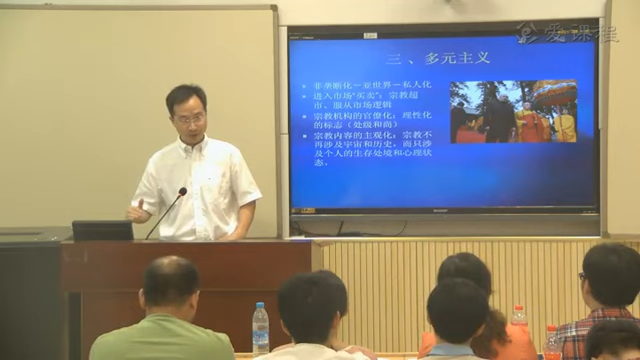 爱课程
三、多元主义
非垄断化－亚世界－私人化
进入市场“买卖”；宗教超
市、服从市场逻辑
宗教机构的官僚化；理性化
的标志（处级和尚）
宗教内容的主观化；宗教不
再涉及宇宙和历史，而只涉
及个人的生存处境和心理状
态。